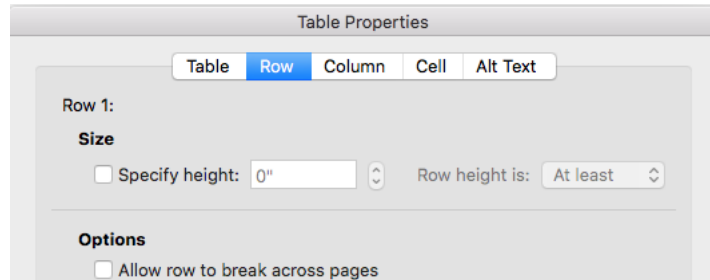 Table Properties
Table Row Column Cell Alt Text
Row 1:
Size
Specify height: 0" Row height is: At least
Options
Allow row to break across pages